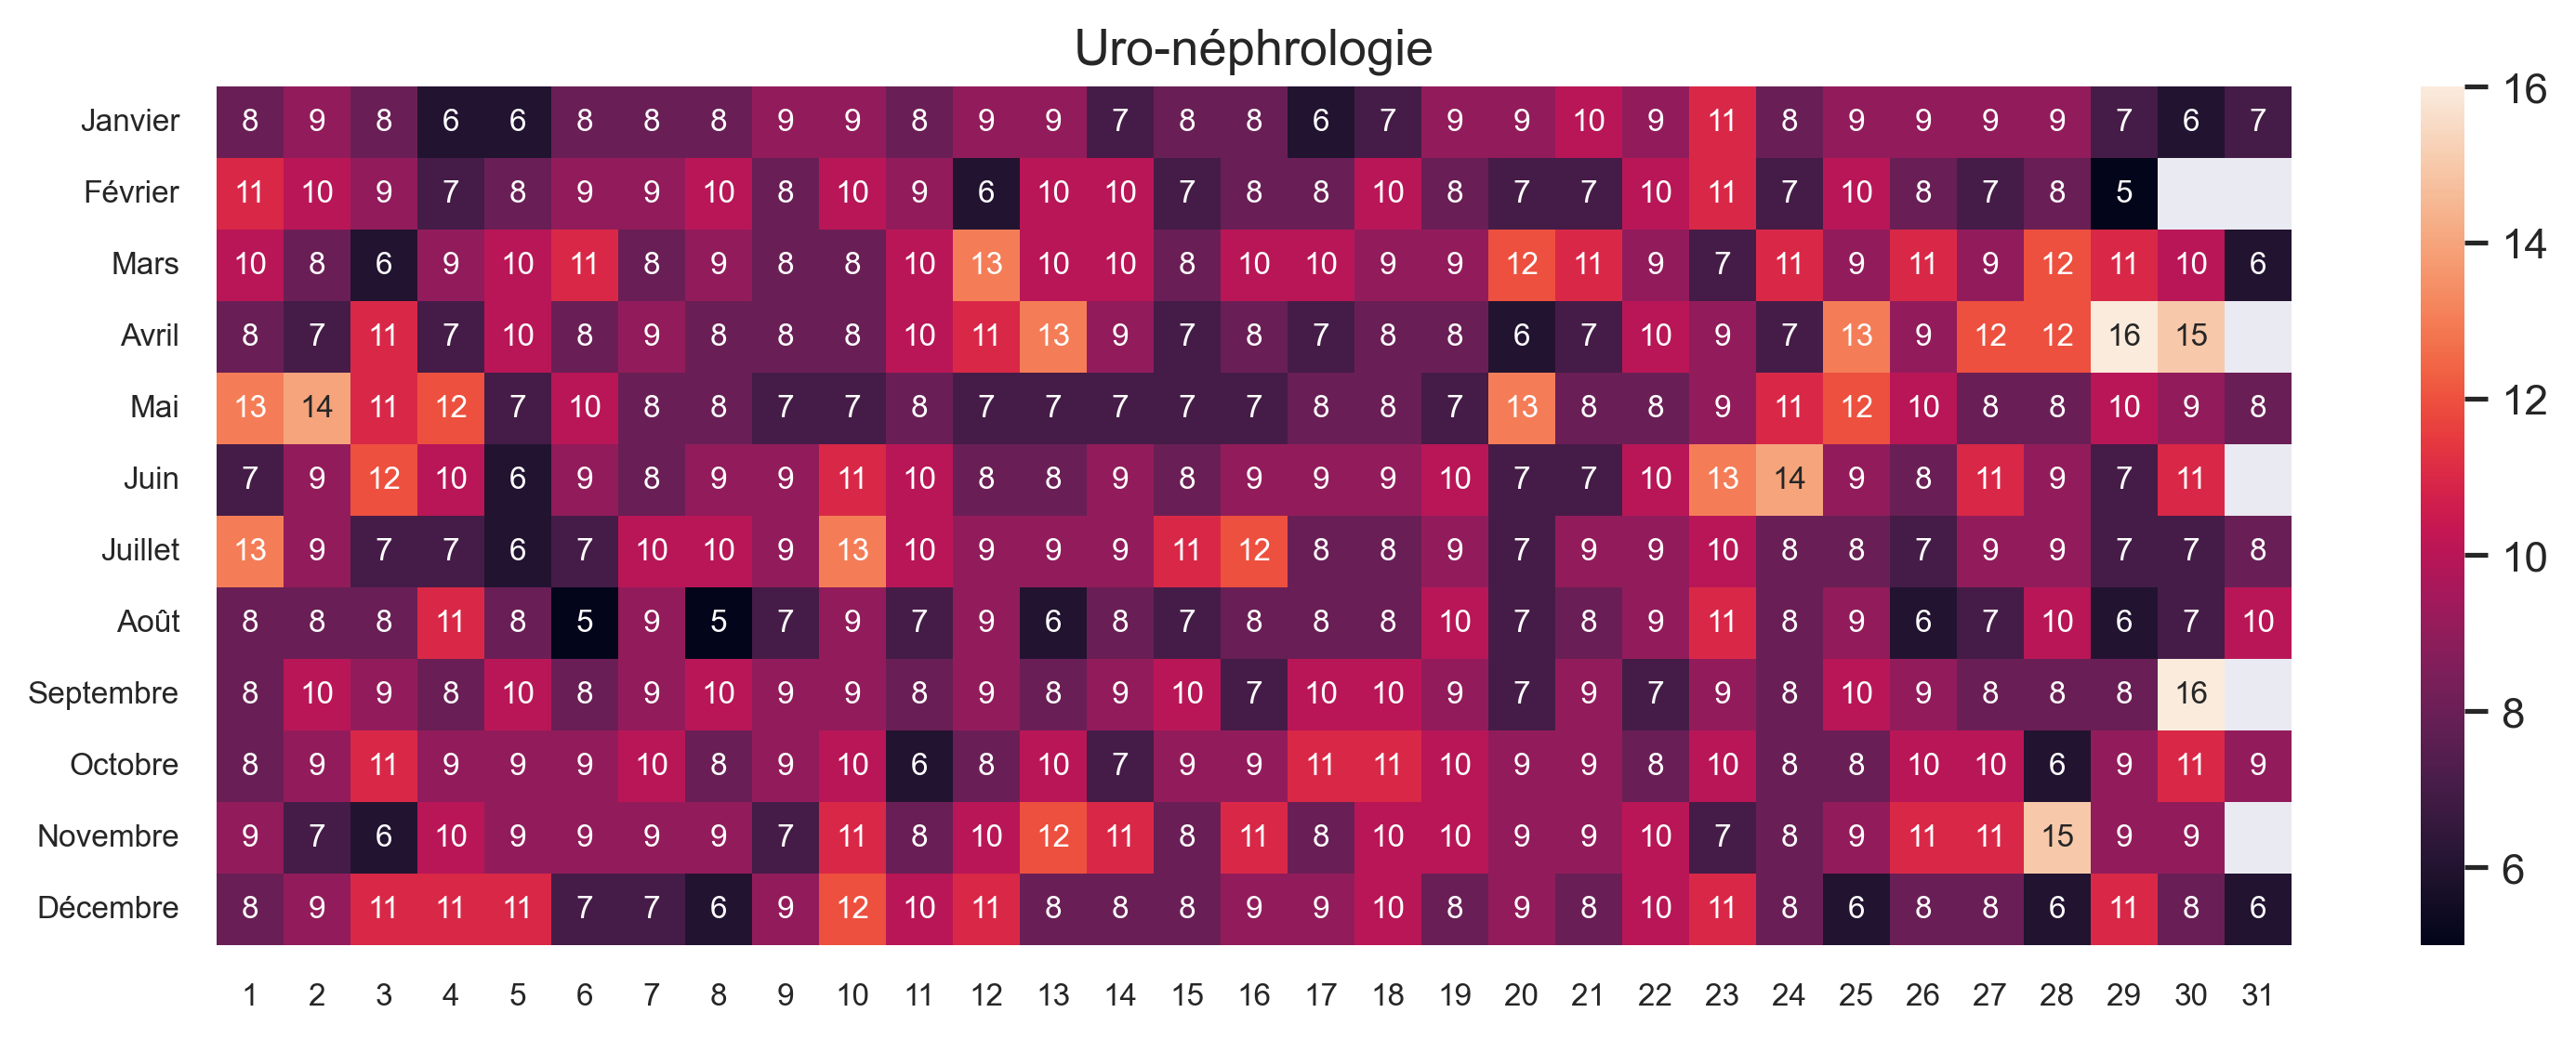 Uro-néphrologie
Janvier 8 9 8 6 6 8 8 8 9 9 8 9 9 7 8 8 6 7 9 9 10 9 11 8 9 9 9 9 7 6 7
Février 11 10 9 7 8 9 9 10 8 10 9 6 10 10 7 8 8 10 8 7 7 10 11 7 10 8 7 8 5
Mars 10 8 6 9 10 11 8 9 8 8 10 13 10 10 8 10 10 9 9 12 11 9 7 11 9 11 9 12 11 10 6
Avril 8 7 11 7 10 8 9 8 8 8 10 11 13 9 7 8 7 8 8 6 7 10 9 7 13 9 12 12 16 15
Mai 13 14 11 12 7 10 8 8 7 7 8 7 7 7 7 7 8 8 7 13 8 8 9 11 12 10 8 8 10 9 8
Juin 7 9 12 10 6 9 8 9 9 11 10 8 8 9 8 9 9 9 10 7 7 10 13 14 9 8 11 9 7 11
Juillet 13 9 7 7 6 7 10 10 9 13 10 9 9 9 11 12 8 8 9 7 9 9 10 8 8 7 9 9 7 7 8
Août 8 8 8 11 8 5 9 5 7 9 7 9 6 8 7 8 8 8 10 7 8 9 11 8 9 6 7 10 6 7 10
Septembre 8 10 9 8 10 8 9 10 9 9 8 9 8 9 10 7 10 10 9 7 9 7 9 8 10 9 8 8 8 16
Octobre 8 9 11 9 9 9 10 8 9 10 6 8 10 7 9 9 11 11 10 9 9 8 10 8 8 10 10 6 9 11 9
Novembre 9 7 6 10 9 9 9 9 7 11 8 10 12 11 8 11 8 10 10 9 9 10 7 8 9 11 11 15 9 9
Décembre 8 9 11 11 11 7 7 6 9 12 10 11 8 8 8 9 9 10 8 9 8 10 11 8 6 8 8 6 11 8 6
1 2 3 4 5 6 7 8 9 10 11 12 13 14 15 16 17 18 19 20 21 22 23 24 25 26 27 28 29 30 31
16
14
12
10
8
6